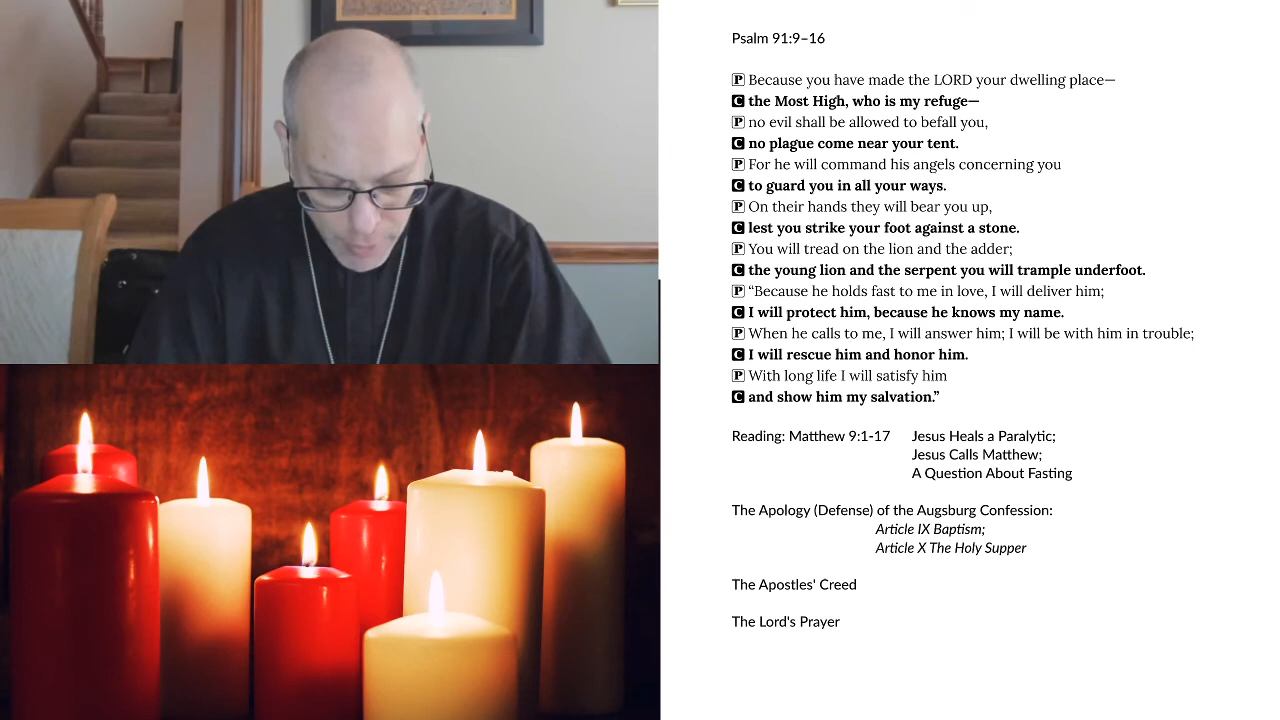 Psalm 91:9–16
P Because you have made the LORD your dwelling place—
C the Most High, who is my refuge—
P no evil shall be allowed to befall you,
C no plague come near your tent.
P For he will command his angels concerning you
C to guard you in all your ways.
P On their hands they will bear you up,
C lest you strike your foot against a stone.
P You will tread on the lion and the adder;
C the young lion and the serpent you will trample underfoot.
P “Because he holds fast to me in love, I will deliver him;
C I will protect him, because he knows my name.
P When he calls to me, I will answer him; I will be with him in trouble;
C I will rescue him and honor him.
P With long life I will satisfy him
C and show him my salvation.”
Reading: Matthew 9:1-17 Jesus Heals a Paralytic;
Jesus Calls Matthew;
A Question About Fasting
The Apology (Defense) of the Augsburg Confession:
Article IX Baptism;
Article X The Holy Supper
The Apostles' Creed
The Lord's Prayer